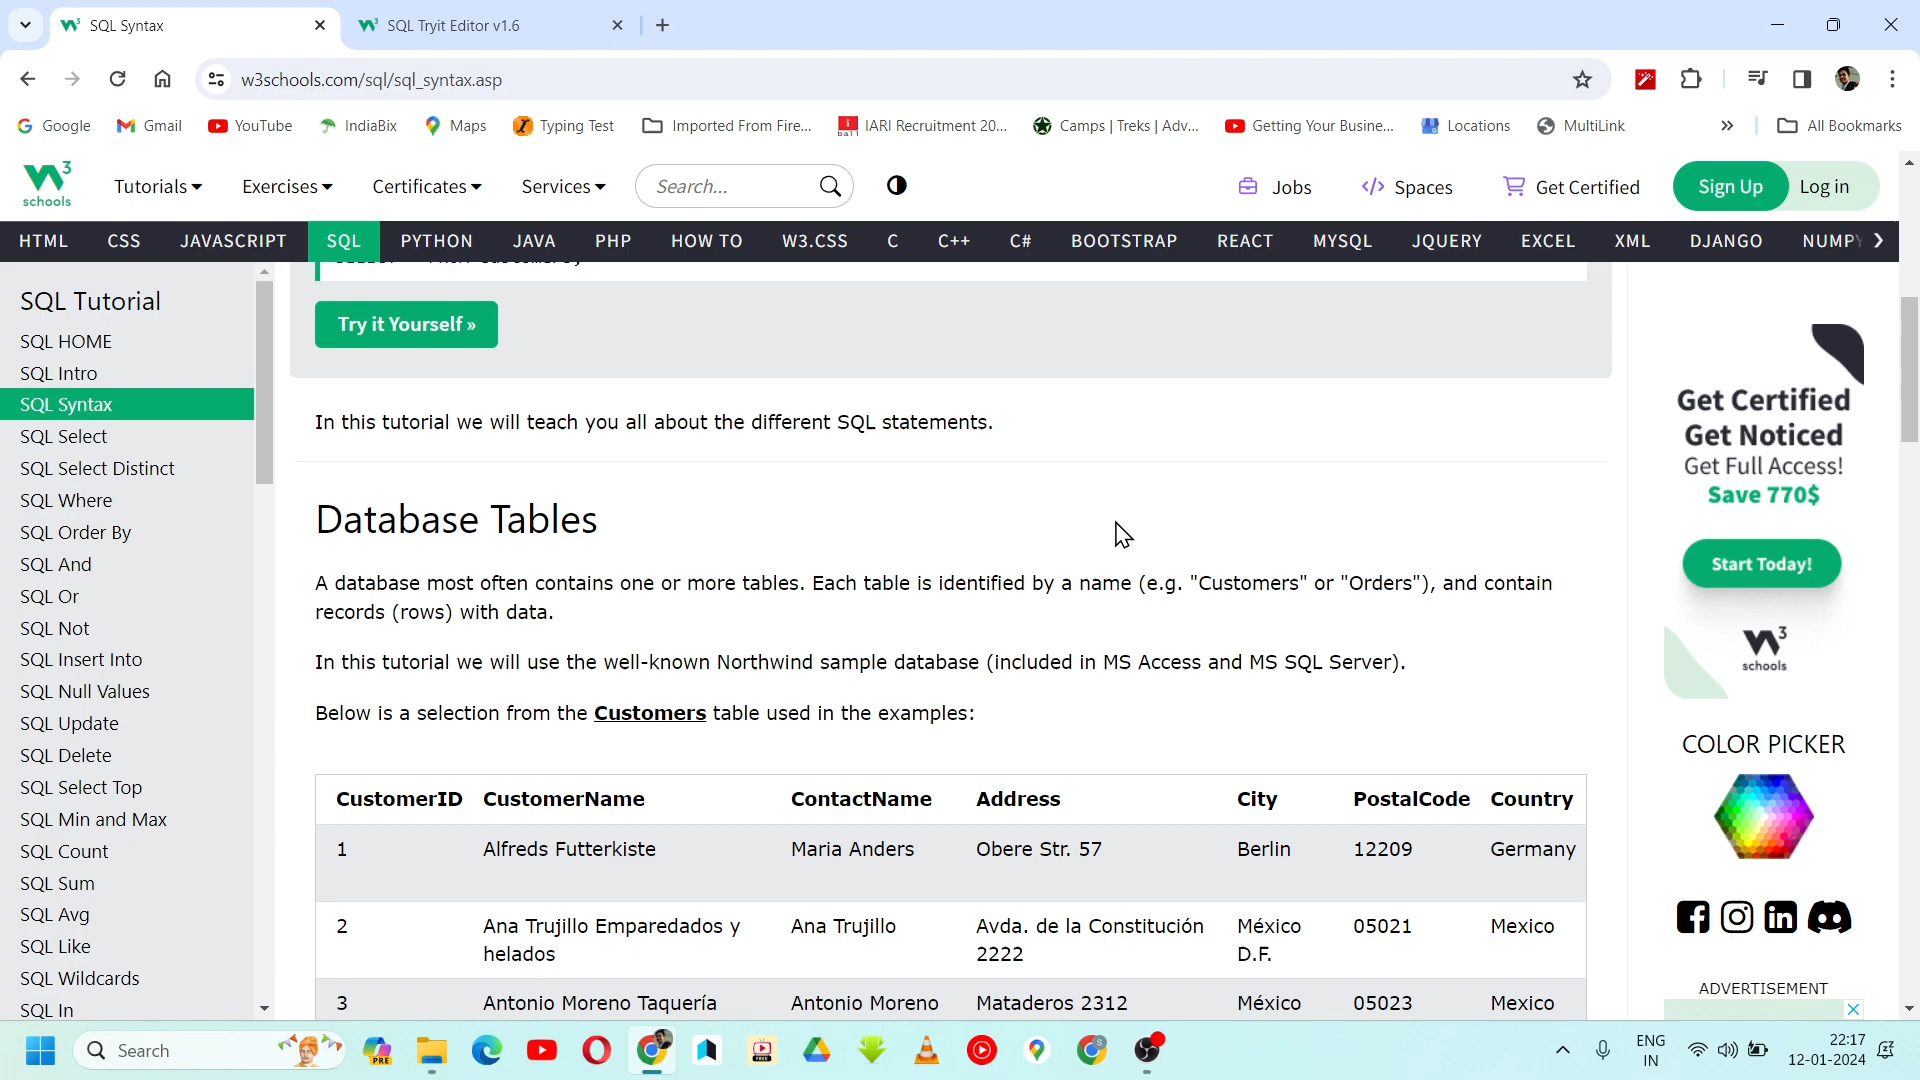 SQL Syntax
SQL Tryit Editor v1.6
w3schools.com/sql/sql_syntax.asp
Google
Gmail
YouTube
IndiaBix
Maps
Typing Test
Imported From Fire...
IARI Recruitment 20...
Camps | Treks | Adv...
Getting Your Busine...
Locations
MultiLink
All Bookmarks
W3 schools
Tutorials
Exercises
Certificates
Services
Search...
Jobs
Spaces
Get Certified
Sign Up
Log in
HTML
CSS
JAVASCRIPT
SQL
PYTHON
JAVA
PHP
HOW TO
W3.CSS
C
C++
C#
BOOTSTRAP
REACT
MYSQL
JQUERY
EXCEL
XML
DJANGO
NUMPY
SQL Tutorial
SQL HOME
SQL Intro
SQL Syntax
SQL Select
SQL Select Distinct
SQL Where
SQL Order By
SQL And
SQL Or
SQL Not
SQL Insert Into
SQL Null Values
SQL Update
SQL Delete
SQL Select Top
SQL Min and Max
SQL Count
SQL Sum
SQL Avg
SQL Like
SQL Wildcards
SQL In
Try it Yourself »
In this tutorial we will teach you all about the different SQL statements.
Database Tables
A database most often contains one or more tables. Each table is identified by a name (e.g. "Customers" or "Orders"), and contain
records (rows) with data.
In this tutorial we will use the well-known Northwind sample database (included in MS Access and MS SQL Server).
Below is a selection from the Customers table used in the examples:
CustomerID CustomerName ContactName Address City PostalCode Country
1 Alfreds Futterkiste Maria Anders Obere Str. 57 Berlin 12209 Germany
2 Ana Trujillo Emparedados y Ana Trujillo Avda. de la Constitución México 05021 Mexico
helados 2222 D.F.
3 Antonio Moreno Taquería Antonio Moreno Mataderos 2312 México 05023 Mexico
Get Certified
Get Noticed
Get Full Access!
Save 770$
Start Today!
W3 schools
COLOR PICKER
ADVERTISEMENT
Search
PRE
FREE
ENG
IN
22:17
12-01-2024